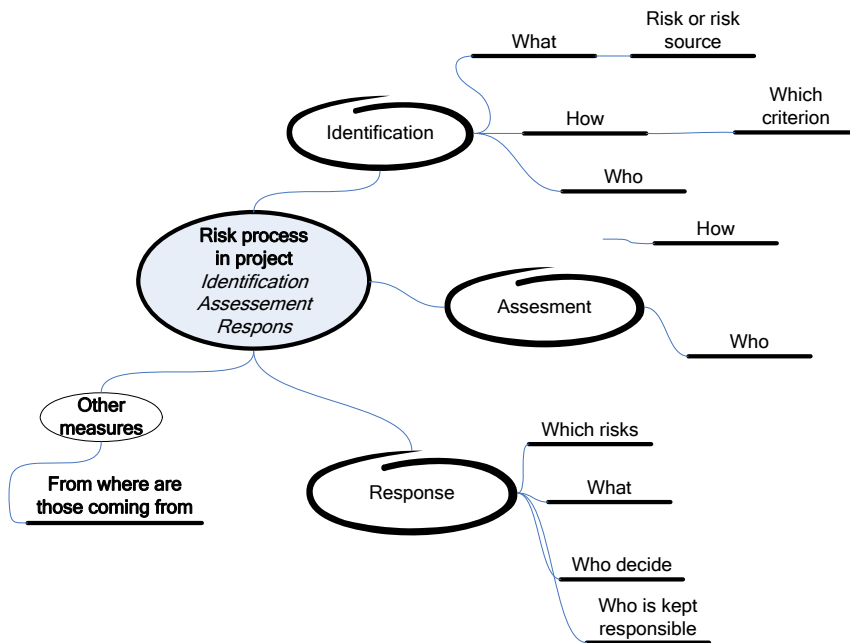 What
Risk or risk
source
Identification
How
Which
criterion
Who
Risk process
in project
Identification
Assessement
Respons
How
Assesment
Who
Other
measures
From where are
those coming from
Response
Which risks
What
Who decide
Who is kept
responsible